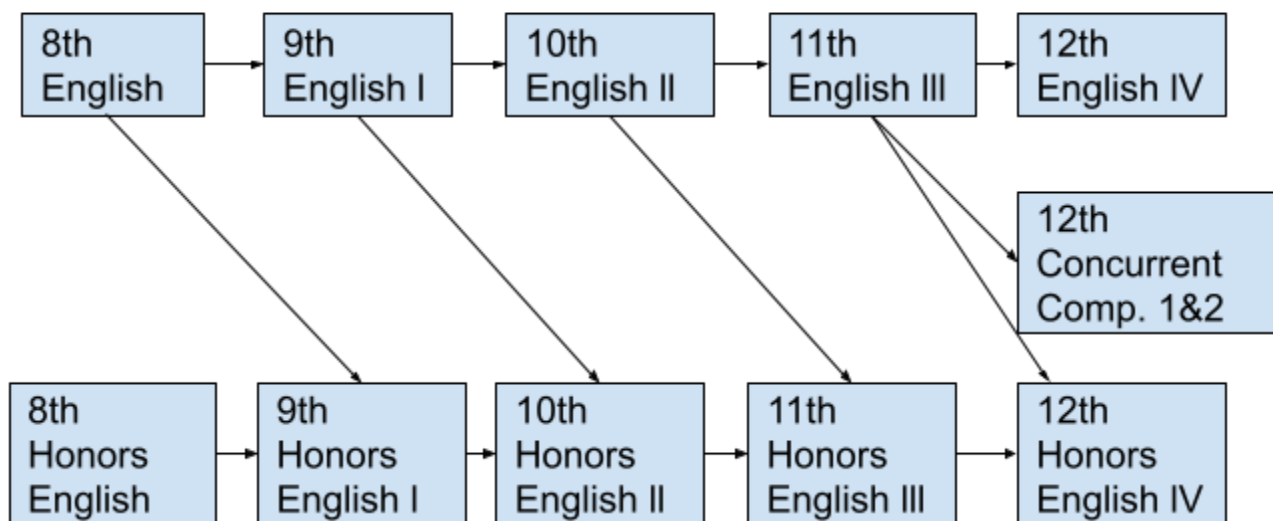 8th
English
9th
English I
10th
English II
11th
English III
12th
English IV
12th
Concurrent
Comp. 1&2
8th
Honors
English
9th
Honors
English I
10th
Honors
English II
11th
Honors
English III
12th
Honors
English IV